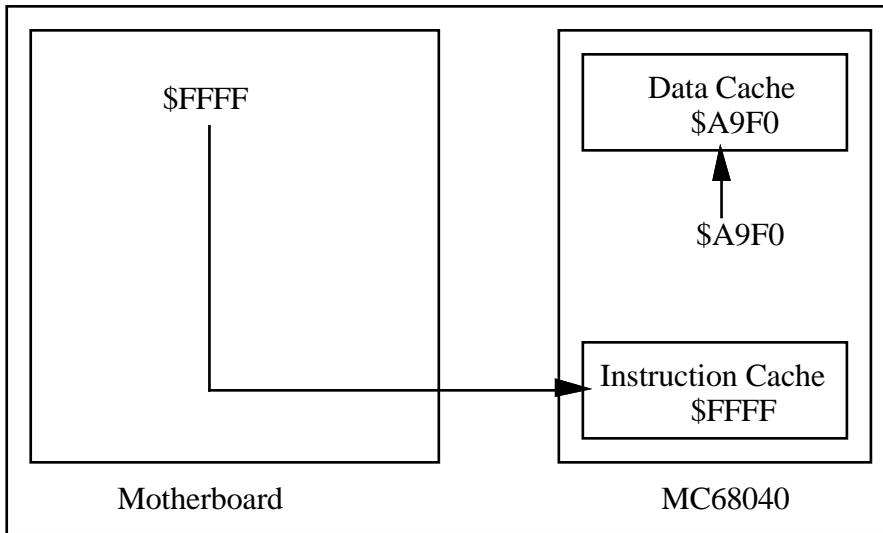 $FFFF
Data Cache
$A9F0
$A9F0
Instruction Cache
$FFFF
Motherboard
MC68040